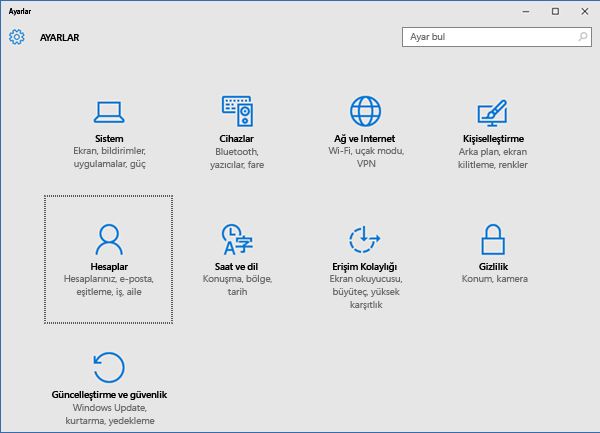 Ayarlar
AYARLAR
Ayar bul
Sistem
Ekran, bildirimler,
uygulamalar, güç
Cihazlar
Bluetooth,
yazıcılar, fare
Ağ ve Internet
Wi-Fi, uçak modu,
VPN
Kişiselleştirme
Arka plan, ekran
kilitleme, renkler
Hesaplar
Hesaplarınız, e-posta,
eşitleme, iş, aile
Saat ve dil
Konuşma, bölge,
tarih
Erişim Kolaylığı
Ekran okuyucusu,
büyüteç, yüksek
karşıtlık
Gizlilik
Konum, kamera
Güncelleştirme ve güvenlik
Windows Update,
kurtarma, yedekleme